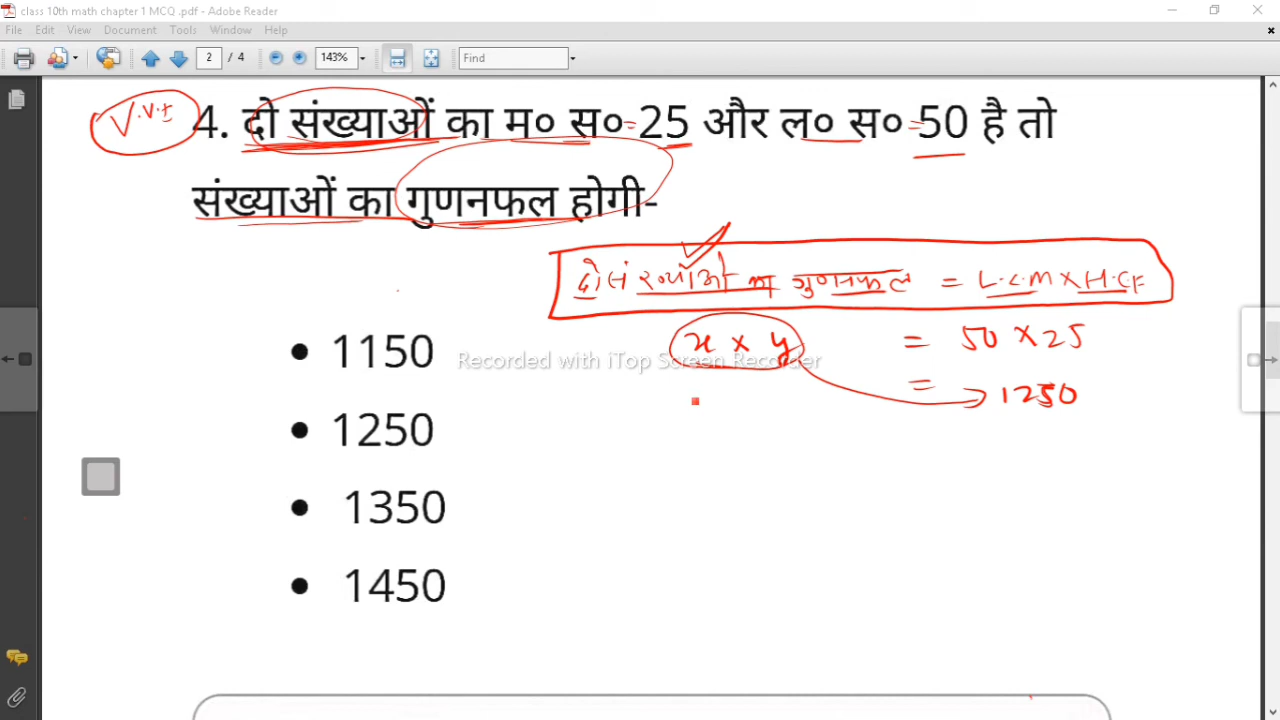 class 10th math chapter 1 MCQ .pdf - Adobe Reader
File Edit View Document Tools Window Help
2 / 4 143% Find
V.V.I 4. दो संख्याओं का म० स० = 25 और ल० स० = 50 है तो
संख्याओं का गुणनफल होगी-
दो संख्याओं का गुणनफल = L.C.M X H.CF
x × y = 50 × 25
Recorded with iTop Screen Recorder
= 1250
• 1150
• 1250
• 1350
• 1450